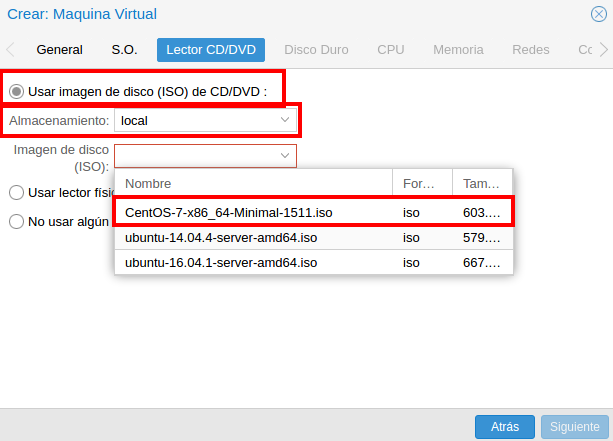 Crear: Maquina Virtual
General S.O. Lector CD/DVD Disco Duro CPU Memoria Redes Co
Usar imagen de disco (ISO) de CD/DVD :
Almacenamiento: local
Imagen de disco
(ISO):
Nombre For... Tam...
Usar lector físi
CentOS-7-x86_64-Minimal-1511.iso iso 603....
No usar algún
ubuntu-14.04.4-server-amd64.iso iso 579....
ubuntu-16.04.1-server-amd64.iso iso 667....
Atrás Siguiente